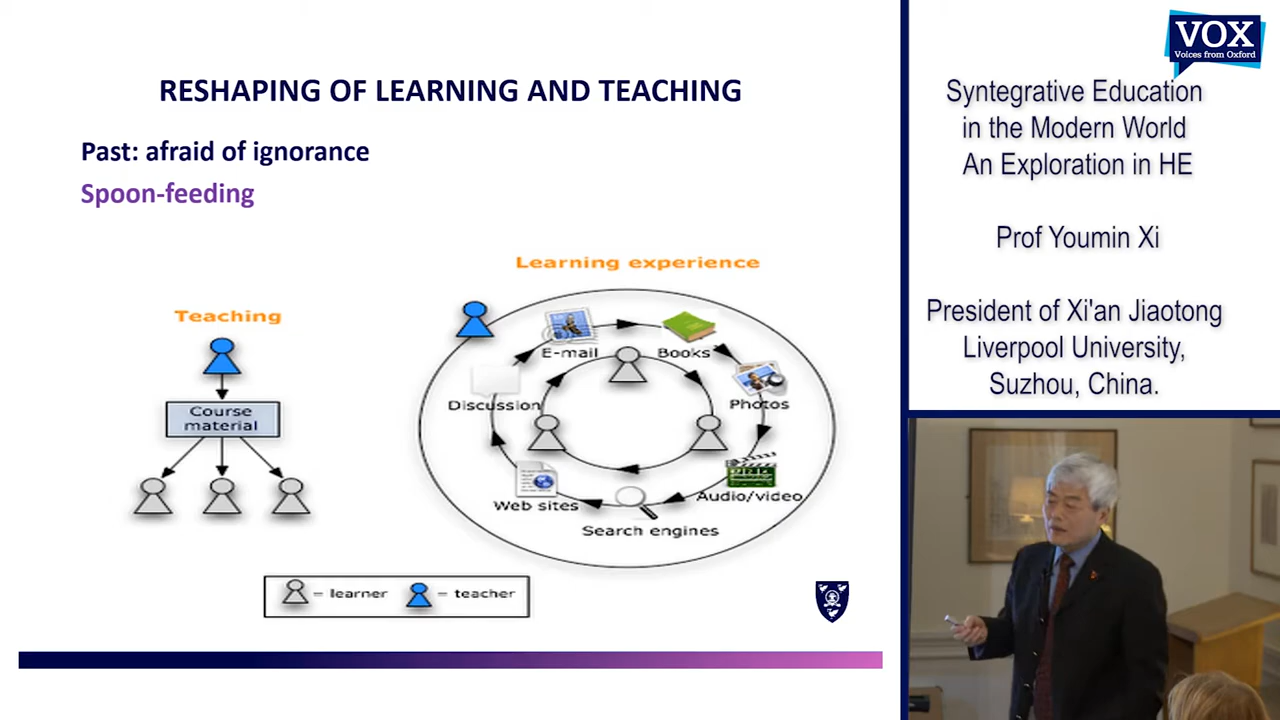 RESHAPING OF LEARNING AND TEACHING
Past: afraid of ignorance
Spoon-feeding
Teaching
Course
material
Learning experience
E-mail
Books
Discussion
Photos
Web sites
Audio/video
Search engines
= learner
= teacher
VOX
Voices from Oxford
Syntegrative Education
in the Modern World
An Exploration in HE
Prof Youmin Xi
President of Xi'an Jiaotong
Liverpool University,
Suzhou, China.